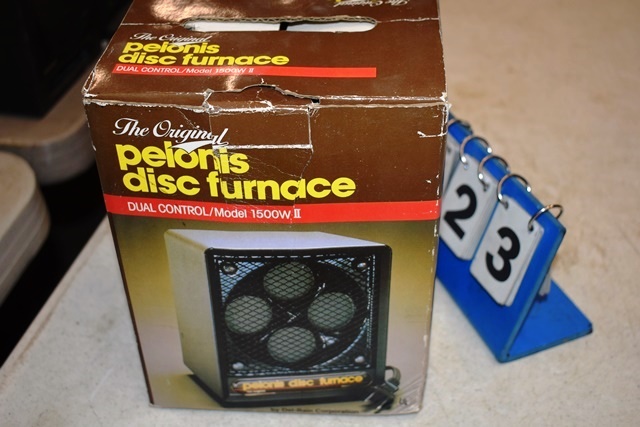 The Original
pelonis
disc furnace
DUAL CONTROL/Model 1500W II
The Original
pelonis
disc furnace
DUAL CONTROL/Model 1500W II
pelonis disc furnace
2 3